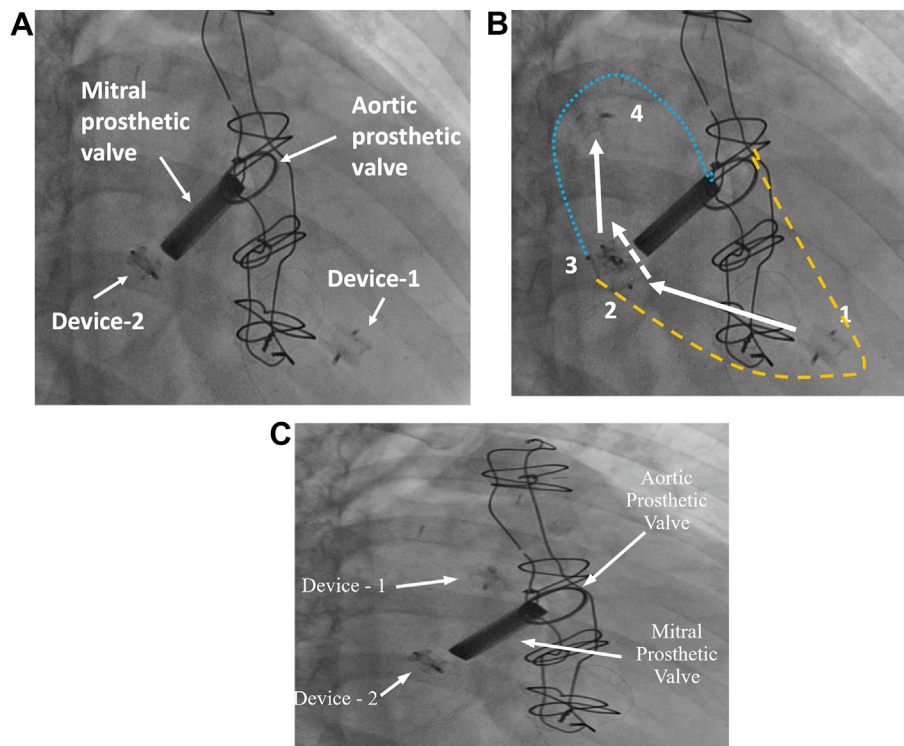 A
Mitral
prosthetic
valve
Aortic
prosthetic
valve
Device-2
Device-1
B
4
3
2
1
C
Aortic
Prosthetic
Valve
Device - 1
Mitral
Prosthetic
Valve
Device - 2